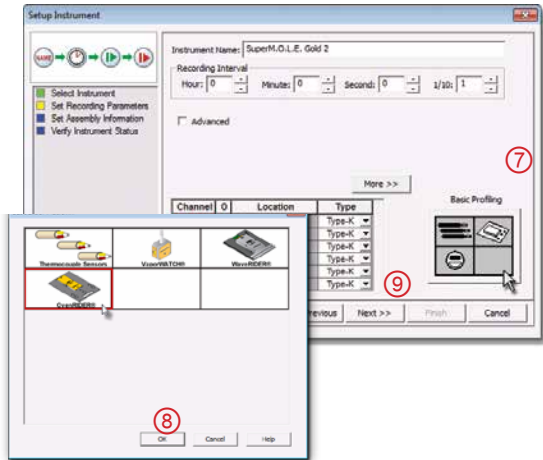 Setup Instrument
Instrument Name: SuperM.O.L.E. Gold 2
NAME
Recording Interval
Hour: 0 Minute: 0 Second: 0 1/10: 1
Select Instrument
Set Recording Parameters
Set Assembly Information
Verify Instrument Status
Advanced
7
More >>
Basic Profiling
Channel 0 Location Type
Type-K
Type-K
Type-K
Type-K
Type-K
Type-K
9
Previous Next >> Finish Cancel
Thermocouple Sensors VaporWATCH® WaveRIDER®
OvenRIDER®
8
OK Cancel Help